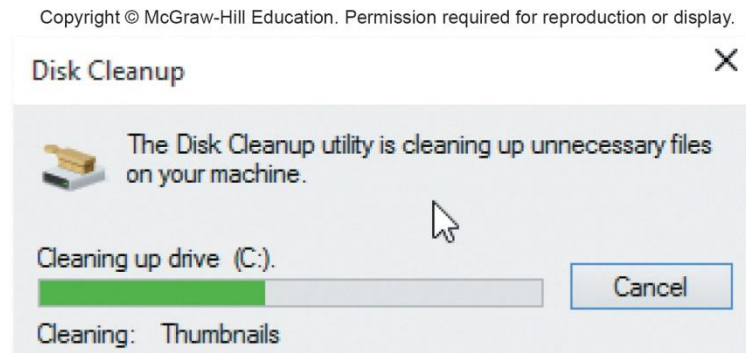 Copyright © McGraw-Hill Education. Permission required for reproduction or display.
Disk Cleanup
The Disk Cleanup utility is cleaning up unnecessary files
on your machine.
Cleaning up drive (C:).
Cancel
Cleaning: Thumbnails